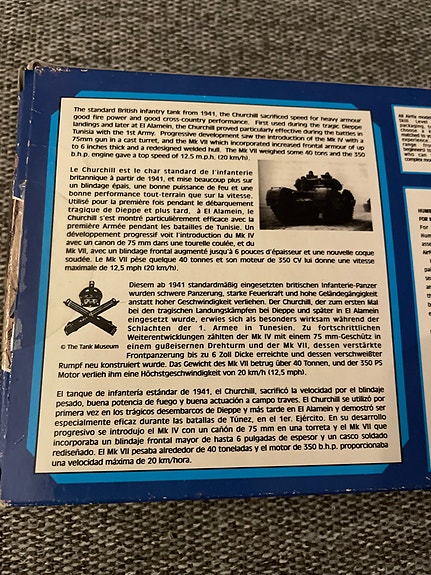 The standard British infantry tank from 1941, the Churchill sacrificed speed for heavy armour
good fire power and good cross-country performance. First used during the tragic Dieppe
landings and later at El Alamein, the Churchill proved particularly effective during the battles in
Tunisia with the 1st Army. Progressive development saw the introduction of the Mk IV with a
75mm gun in a cast turret, and the Mk VII which incorporated increased frontal armour of up
to 6 inches thick and a redesigned welded hull. The Mk VII weighed some 40 tons and the 350
b.h.p. engine gave a top speed of 12.5 m.p.h. (20 km/h).
Le Churchill est le char standard de l'infanterie
britannique à partir de 1941, et mise beaucoup plus sur
un blindage épais, une bonne puissance de feu et une
bonne performance tout-terrain que sur la vitesse.
Utilisé pour la première fois pendant le débarquement
tragique de Dieppe et plus tard, à El Alamein, le
Churchill s'est montré particulièrement efficace avec la
première Armée pendant les batailles de Tunisie. Un
développement progressif voit l'introduction du Mk IV
avec un canon de 75 mm dans une tourelle coulée, et du
Mk VII, avec un blindage frontal augmenté jusqu'à 6 pouces d'épaisseur et une nouvelle coque
soudée. Le Mk VII pèse quelque 40 tonnes et son moteur de 350 CV lui donne une vitesse
maximale de 12,5 mph (20 km/h).
Diesem ab 1941 standardmäßig eingesetzten britischen Infanterie-Panzer
wurden schwere Panzerung, starke Feuerkraft und hohe Geländegängigkeit
anstatt hoher Geschwindigkeit verliehen. Der Churchill, der zum ersten Mal
bei den tragischen Landungskämpfen bei Dieppe und später in El Alamein
eingesetzt wurde, erwies sich als besonders wirksam während der
Schlachten der 1. Armee in Tunesien. Zu fortschrittlichen
Weiterentwicklungen zählten der Mk IV mit einem 75 mm-Geschütz in
einem gußeisernen Drehturm und der Mk VII, dessen verstärkte
Frontpanzerung bis zu 6 Zoll Dicke erreichte und dessen verschweißter
© The Tank Museum
Rumpf neu konstruiert wurde. Das Gewicht des Mk VII betrug über 40 Tonnen, und der 350 PS
Motor verlieh ihm eine Höchstgeschwindigkeit von 20 km/h (12,5 mph).
El tanque de infantería estándar de 1941, el Churchill, sacrificó la velocidad por el blindaje
pesado, buena potencia de fuego y buena actuación a campo traves. El Churchill se utilizó por
primera vez en los trágicos desembarcos de Dieppe y más tarde en El Alamein y demostró ser
especialmente eficaz durante las batallas de Túnez, en el 1er. Ejército. En su desarrollo
progresivo se introdujo el Mk IV con un cañón de 75 mm en una torreta y el Mk VII que
incorporaba un blindaje frontal mayor de hasta 6 pulgadas de espesor y un casco soldado
rediseñado. El Mk VII pesaba alrededor de 40 toneladas y el motor de 350 b.h.p. proporcionaba
una velocidad máxima de 20 km/hora.